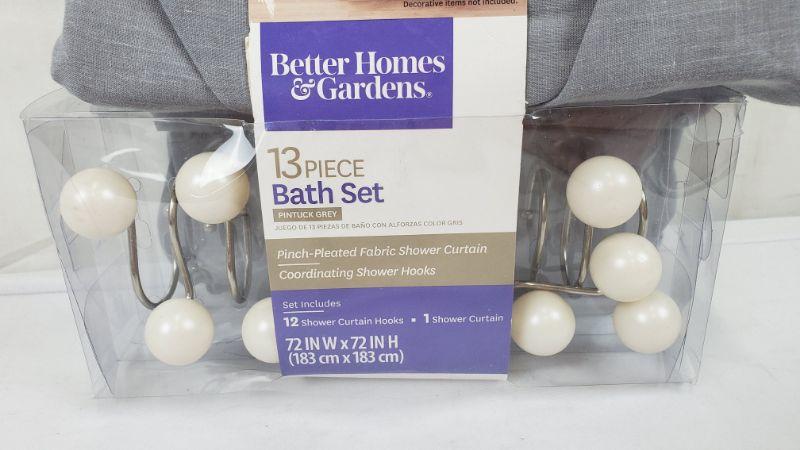 Decorative items not included.
Better Homes
& Gardens®
13 PIECE
Bath Set
PINTUCK GREY
JUEGO DE 13 PIEZAS DE BAÑO CON ALFORZAS COLOR GRIS
Pinch-Pleated Fabric Shower Curtain
Coordinating Shower Hooks
Set Includes
12 Shower Curtain Hooks ▪ 1 Shower Curtain
72 IN W x 72 IN H
(183 cm x 183 cm)